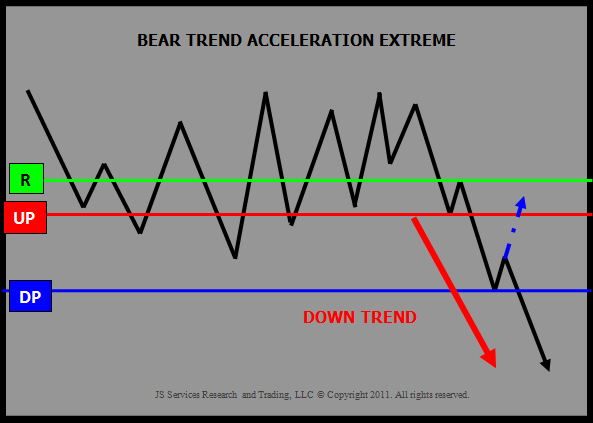 BEAR TREND ACCELERATION EXTREME
R
UP
DP
DOWN TREND
JS Services Research and Trading, LLC © Copyright 2011. All rights reserved.